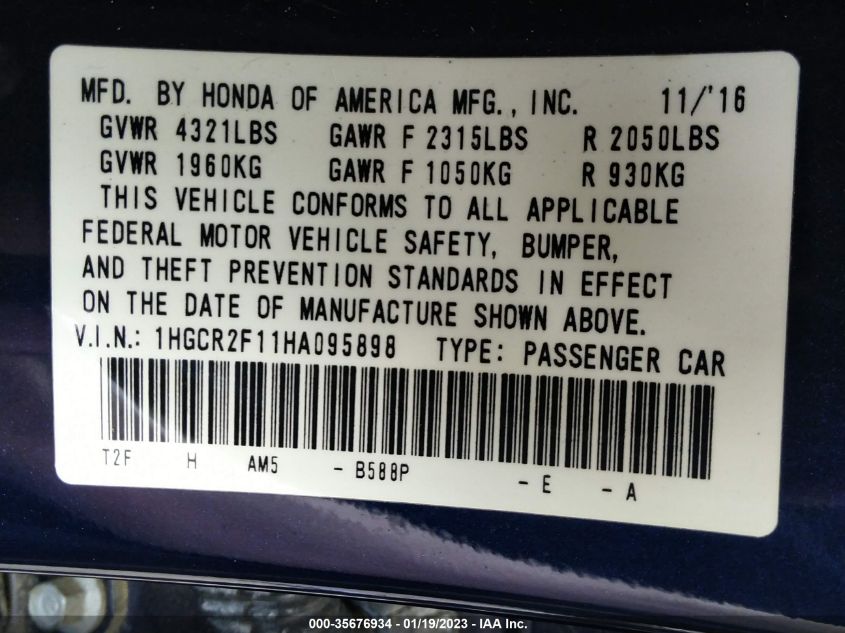 MFD. BY HONDA OF AMERICA MFG., INC. 11/'16
GVWR 4321LBS GAWR F 2315LBS R 2050LBS
GVWR 1960KG GAWR F 1050KG R 930KG
THIS VEHICLE CONFORMS TO ALL APPLICABLE
FEDERAL MOTOR VEHICLE SAFETY, BUMPER,
AND THEFT PREVENTION STANDARDS IN EFFECT
ON THE DATE OF MANUFACTURE SHOWN ABOVE.
V.I.N.: 1HGCR2F11HA095898 TYPE: PASSENGER CAR
T2F H AM5 - B588P - E - A
000-35676934 / 01/19/2023 - IAA Inc.